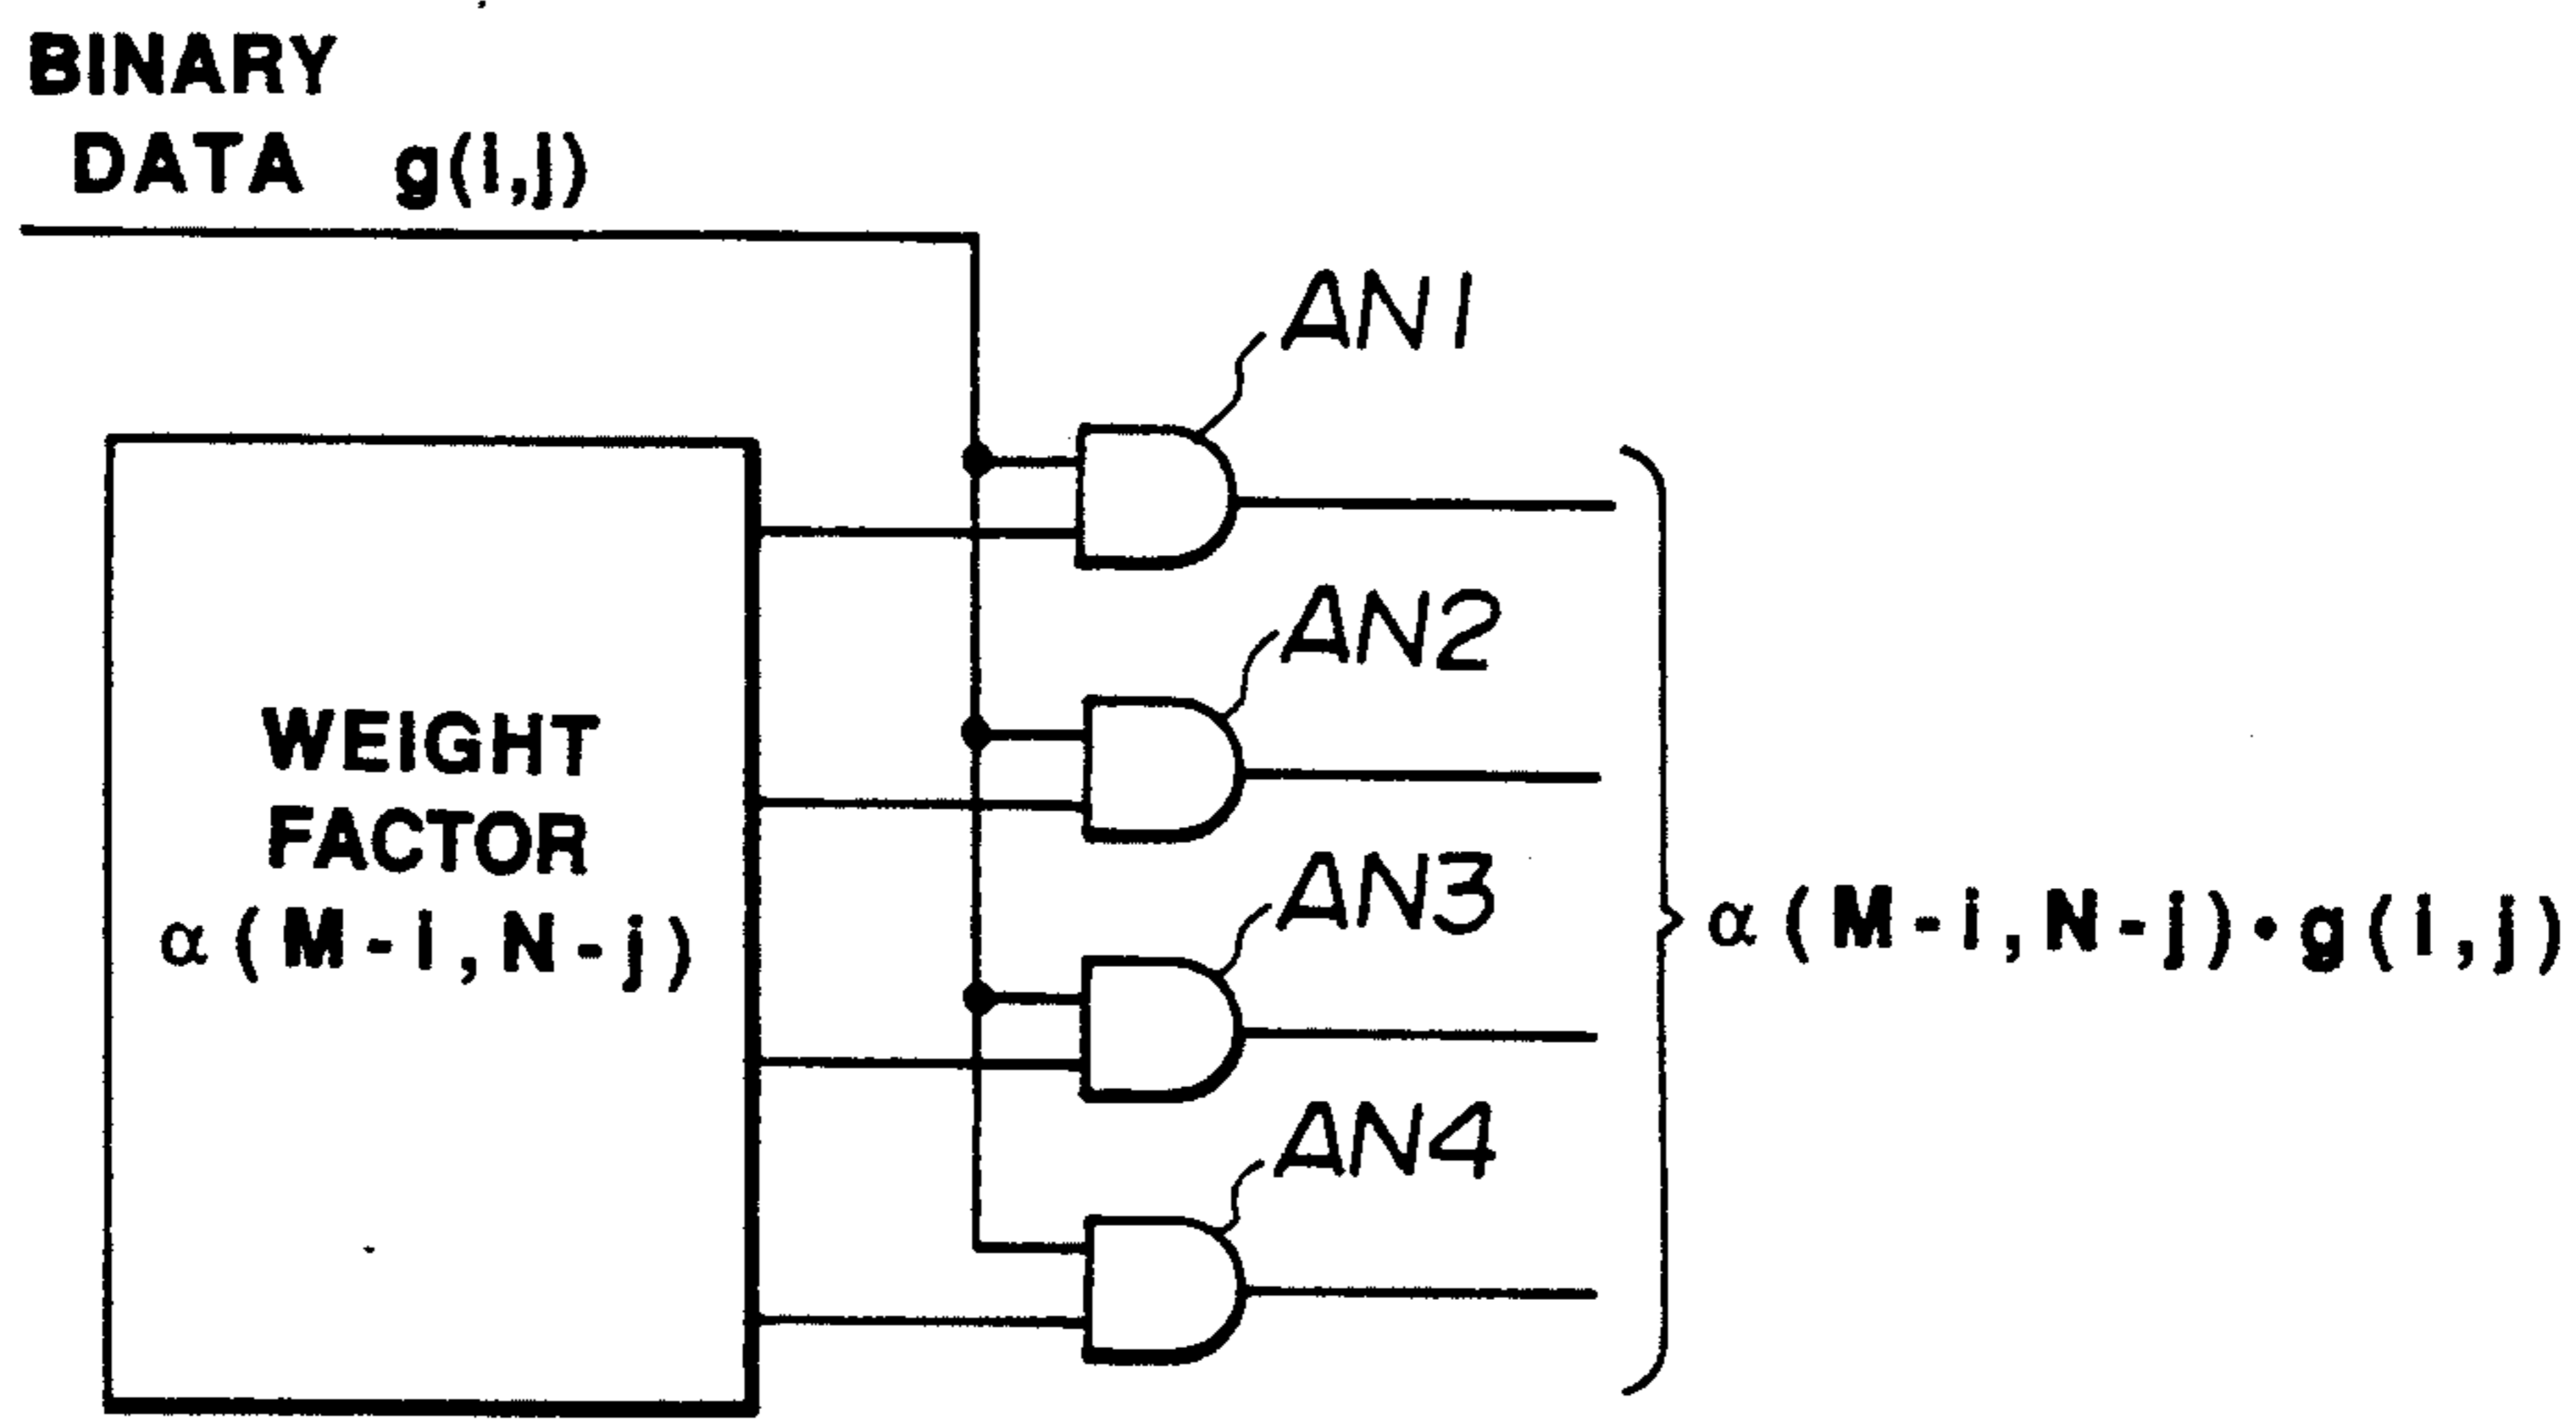 BINARY
DATA g(i,j)
AN1
AN2
WEIGHT
FACTOR
α(M-i,N-j)
AN3
α(M-i,N-j)•g(i,j)
AN4